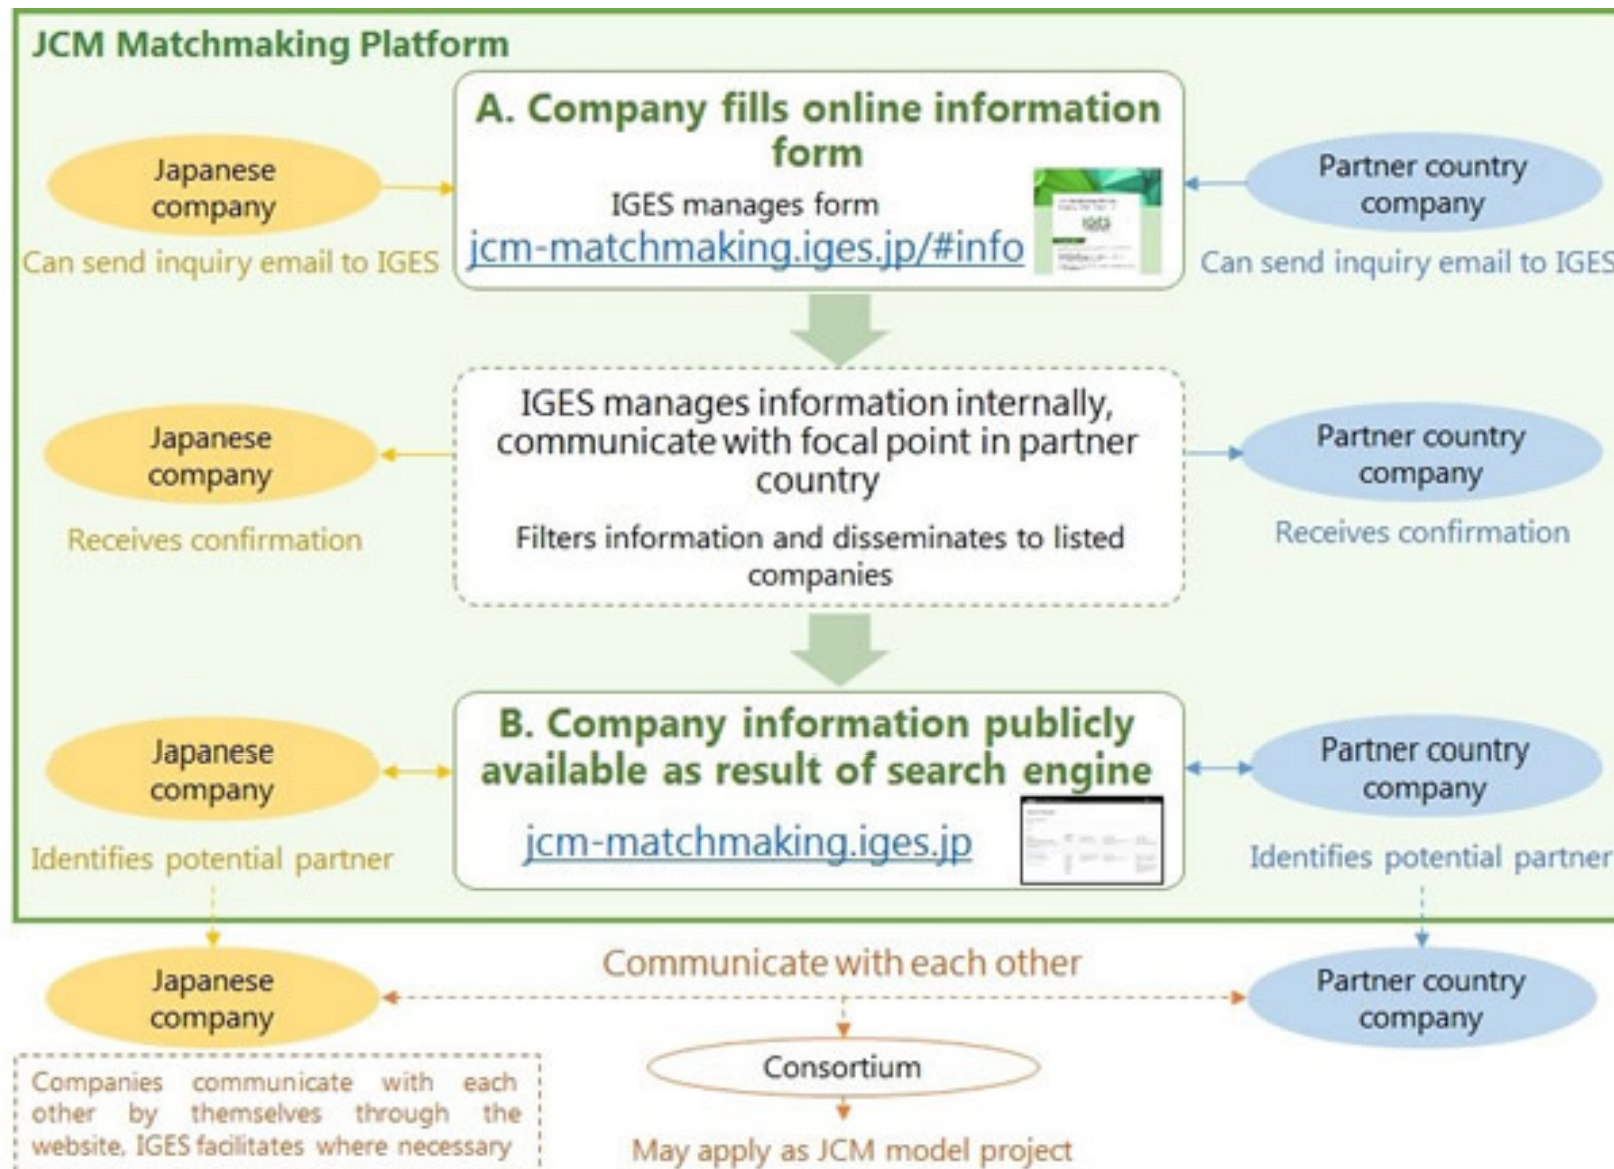 JCM Matchmaking Platform
A. Company fills online information
form
IGES manages form
jcm-matchmaking.iges.jp/#info
Japanese
company
Can send inquiry email to IGES
Partner country
company
Can send inquiry email to IGES
IGES manages information internally,
communicate with focal point in partner
country
Filters information and disseminates to listed
companies
Japanese
company
Receives confirmation
Partner country
company
Receives confirmation
B. Company information publicly
available as result of search engine
jcm-matchmaking.iges.jp
Japanese
company
Identifies potential partner
Partner country
company
Identifies potential partner
Japanese
company
Communicate with each other
Partner country
company
Companies communicate with each
other by themselves through the
website, IGES facilitates where necessary
Consortium
May apply as JCM model project